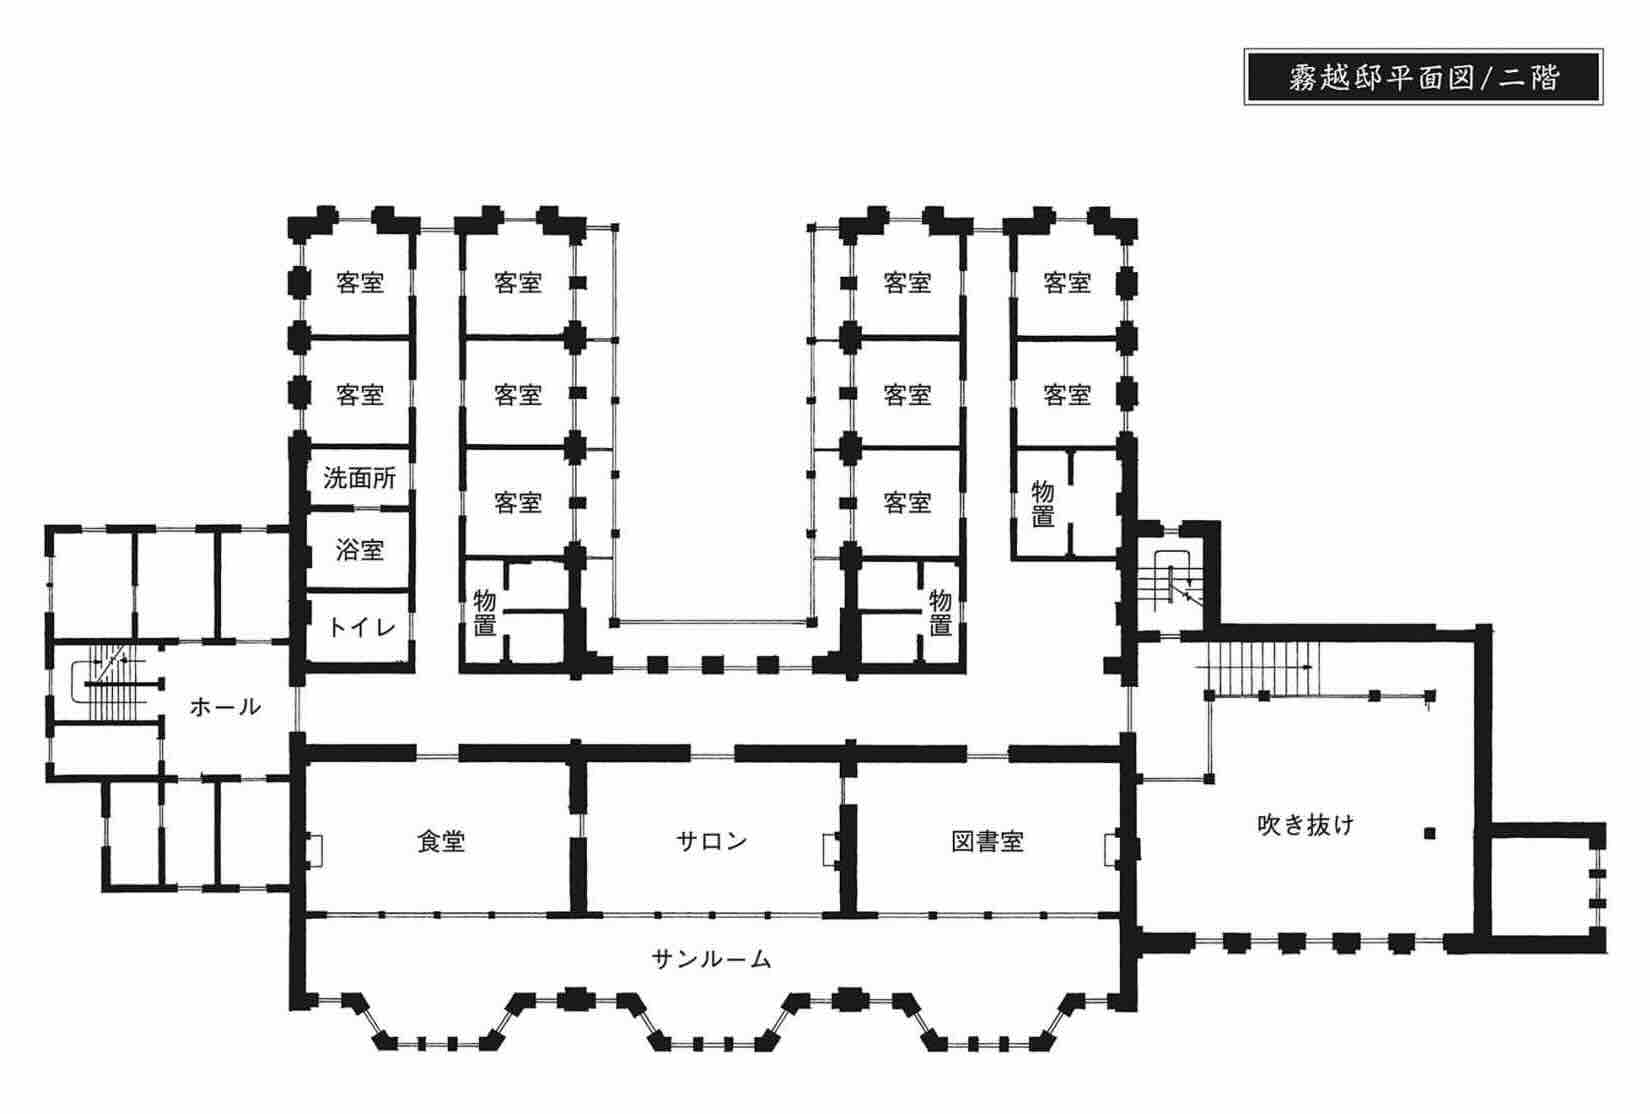 霧越邸平面図/二階
客室
客室
客室
客室
客室
客室
客室
客室
洗面所
客室
客室
物置
浴室
トイレ
物置
物置
ホール
食堂
サロン
図書室
吹き抜け
サンルーム